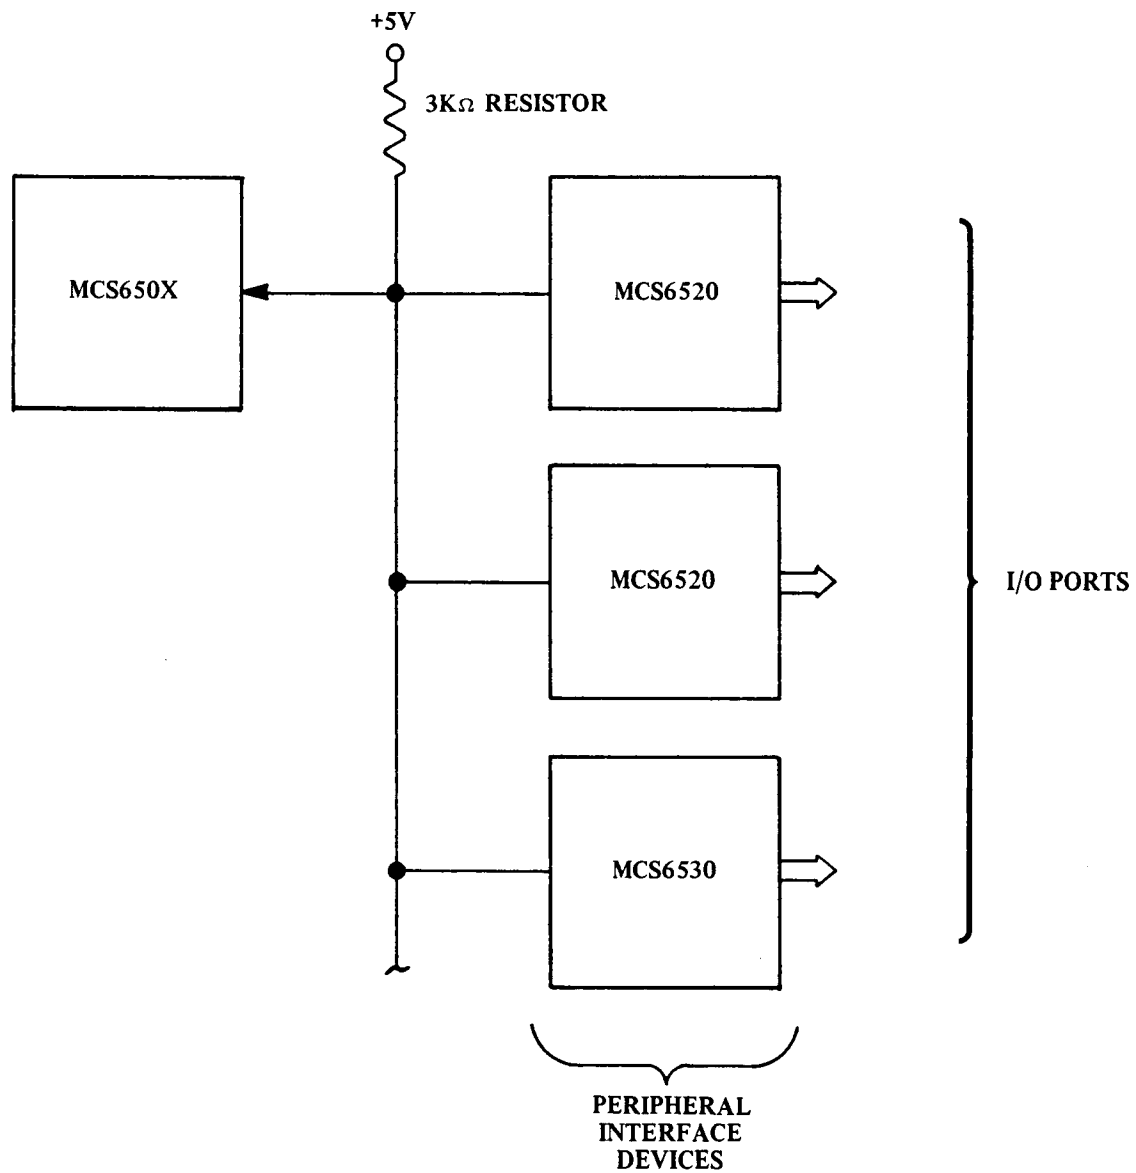 +5V
3KΩ RESISTOR
MCS650X
MCS6520
MCS6520
I/O PORTS
MCS6530
PERIPHERAL
INTERFACE
DEVICES